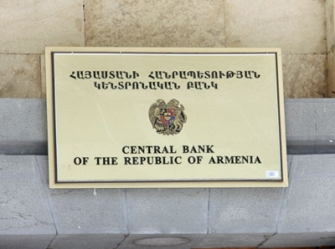 ՀԱՅԱՍՏԱՆԻ ՀԱՆՐԱՊԵՏՈՒԹՅԱՆ
ԿԵՆՏՐՈՆԱԿԱՆ ԲԱՆԿ
CENTRAL BANK
OF THE REPUBLIC OF ARMENIA